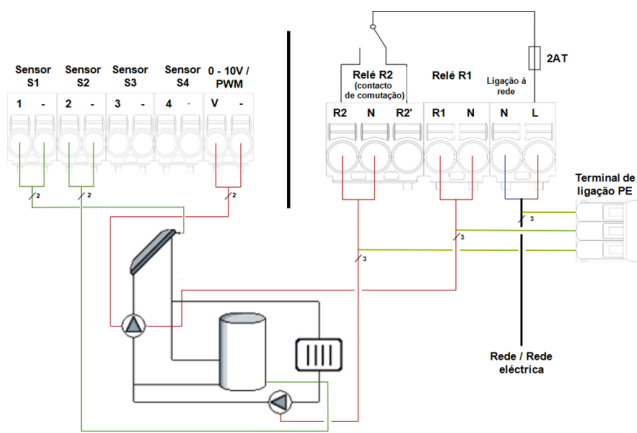 Sensor S1
Sensor S2
Sensor S3
Sensor S4
0 - 10V / PWM
1 - 2 - 3 - 4 - V -
2
2
2
Relé R2
(contacto de comutação)
Relé R1
Ligação á rede
2AT
R2 N R2' R1 N N L
Terminal de ligação PE
3
3
3
Rede / Rede eléctrica